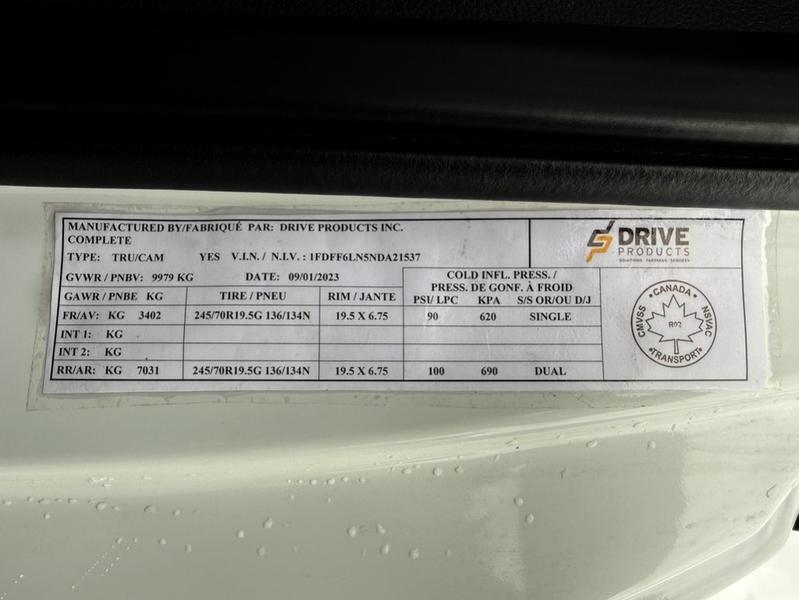 MANUFACTURED BY/FABRIQUÉ PAR: DRIVE PRODUCTS INC.
COMPLETE
TYPE: TRU/CAM YES V.I.N. / N.I.V. : 1FDFF6LN5NDA21537
GVWR / PNBV: 9979 KG DATE: 09/01/2023
DRIVE
PRODUCTS
SOLUTIONS PARTNERS SERVICES
COLD INFL. PRESS. /
PRESS. DE GONF. À FROID
GAWR / PNBE KG TIRE / PNEU RIM / JANTE PSI/ LPC KPA S/S OR/OU D/J
FR/AV: KG 3402 245/70R19.5G 136/134N 19.5 X 6.75 90 620 SINGLE
INT 1: KG
INT 2: KG
RR/AR: KG 7031 245/70R19.5G 136/134N 19.5 X 6.75 100 690 DUAL
CANADA
CMVSS R02 NSVAC
TRANSPORT